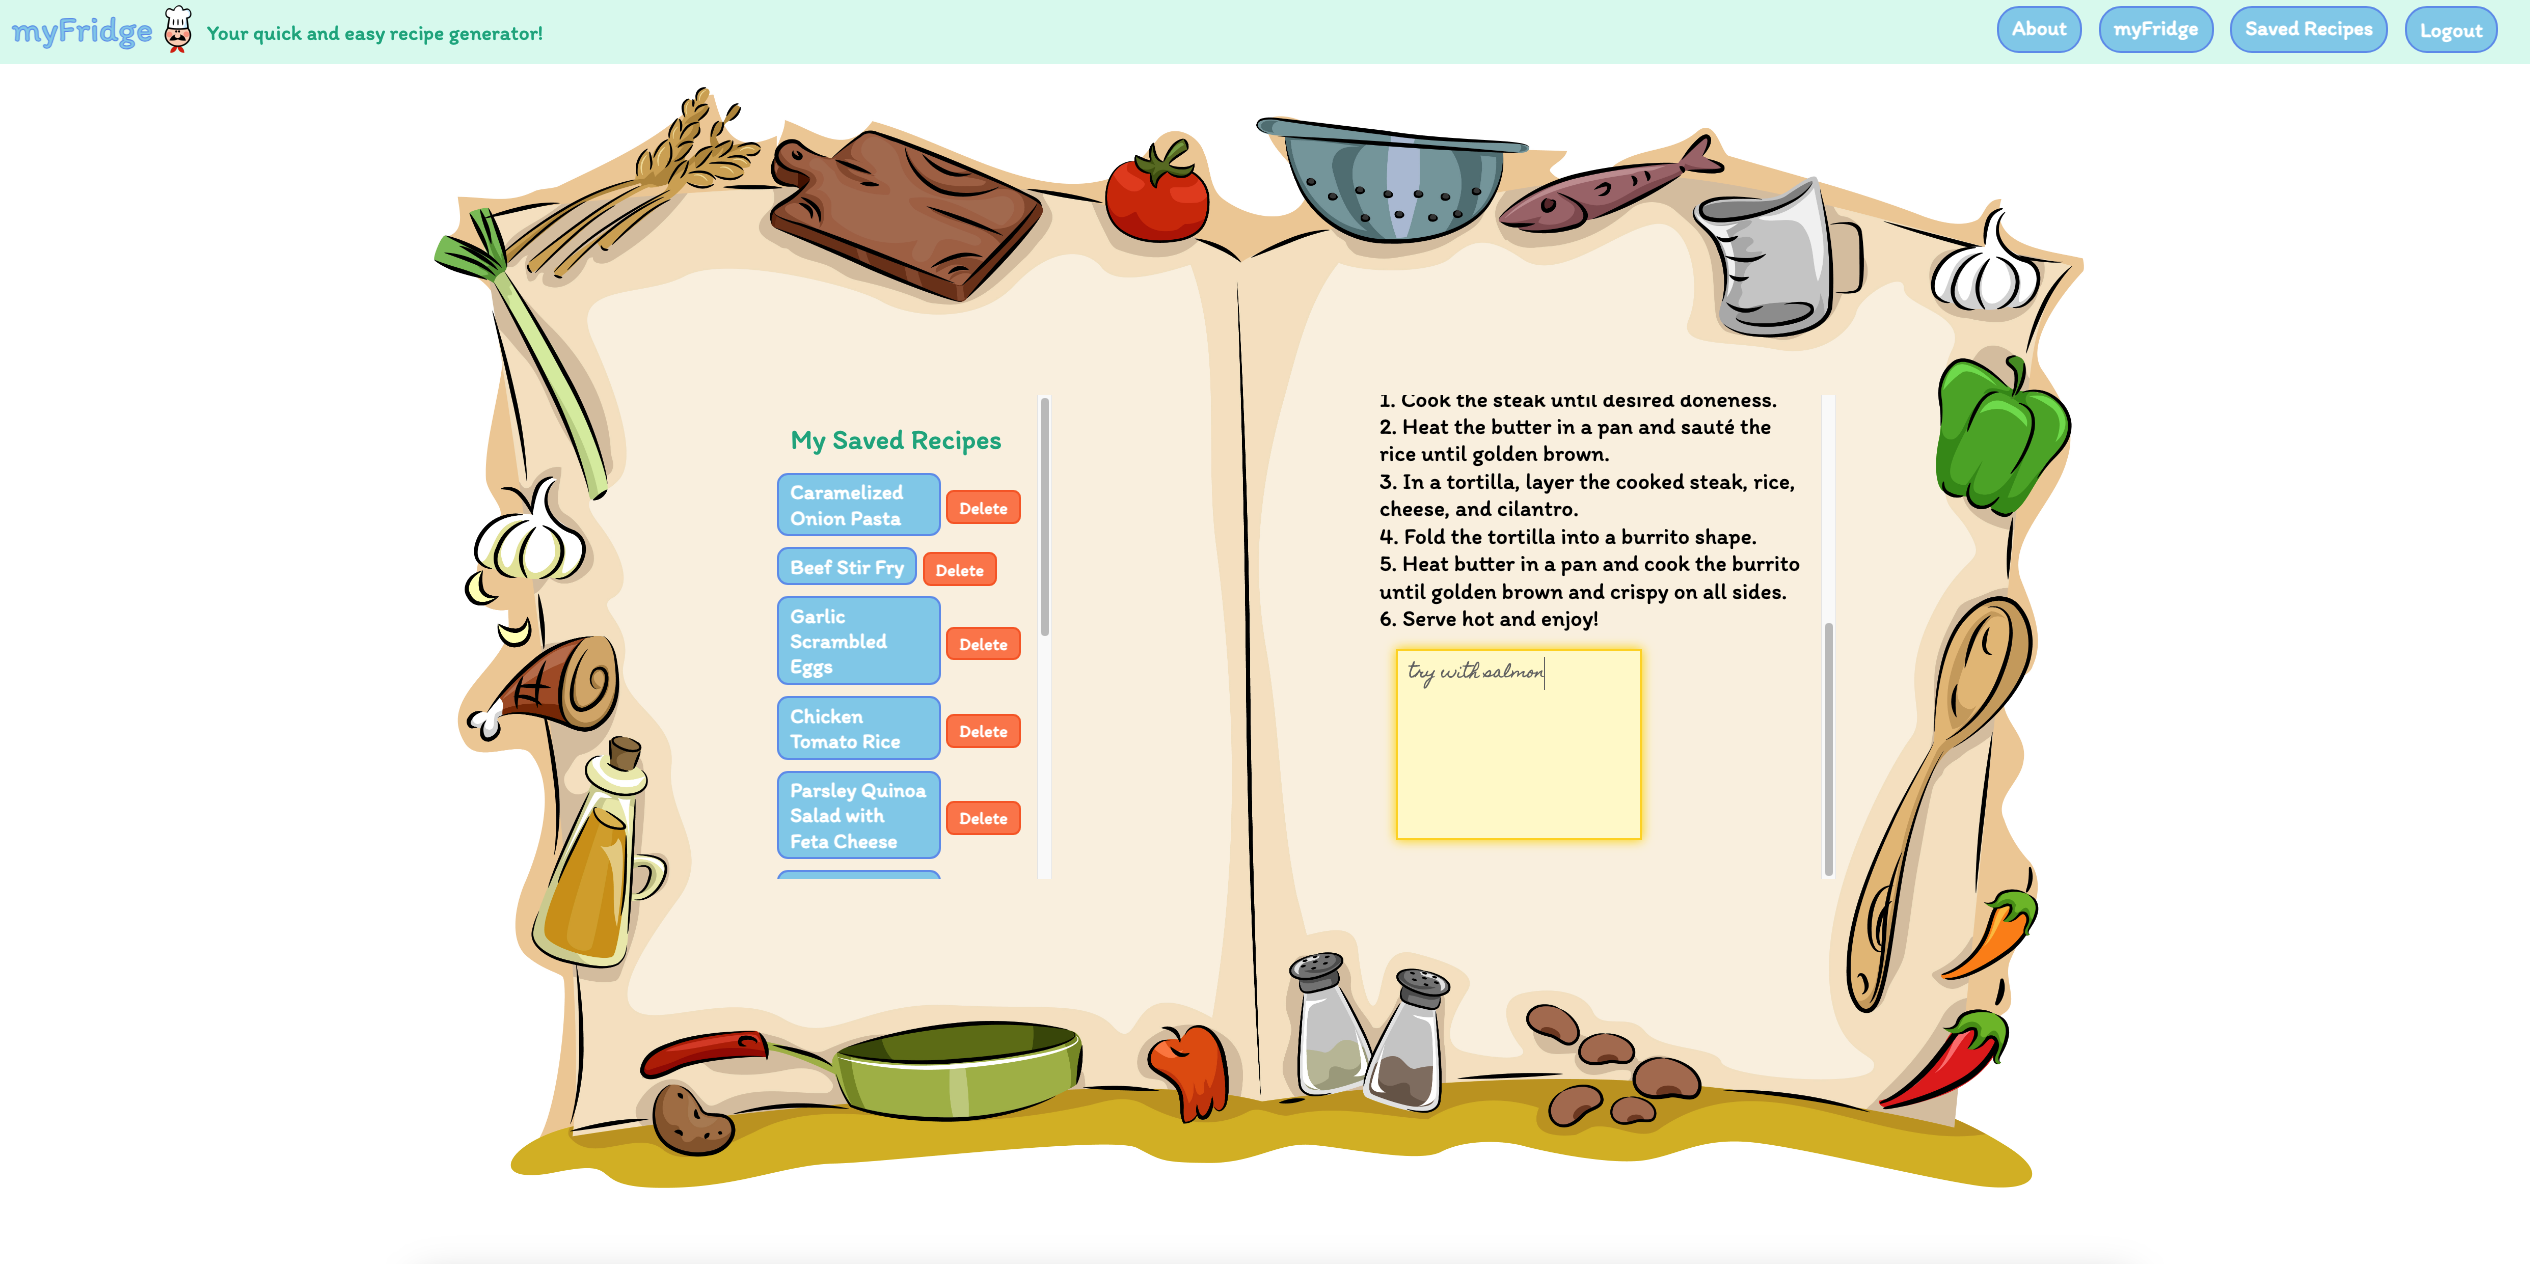 myFridge
Your quick and easy recipe generator!
About
myFridge
Saved Recipes
Logout
My Saved Recipes
Caramelized
Onion Pasta
Delete
Beef Stir Fry
Delete
Garlic
Scrambled
Eggs
Delete
Chicken
Tomato Rice
Delete
Parsley Quinoa
Salad with
Feta Cheese
Delete
1. Cook the steak until desired doneness.
2. Heat the butter in a pan and sauté the
rice until golden brown.
3. In a tortilla, layer the cooked steak, rice,
cheese, and cilantro.
4. Fold the tortilla into a burrito shape.
5. Heat butter in a pan and cook the burrito
until golden brown and crispy on all sides.
6. Serve hot and enjoy!
try with salmon